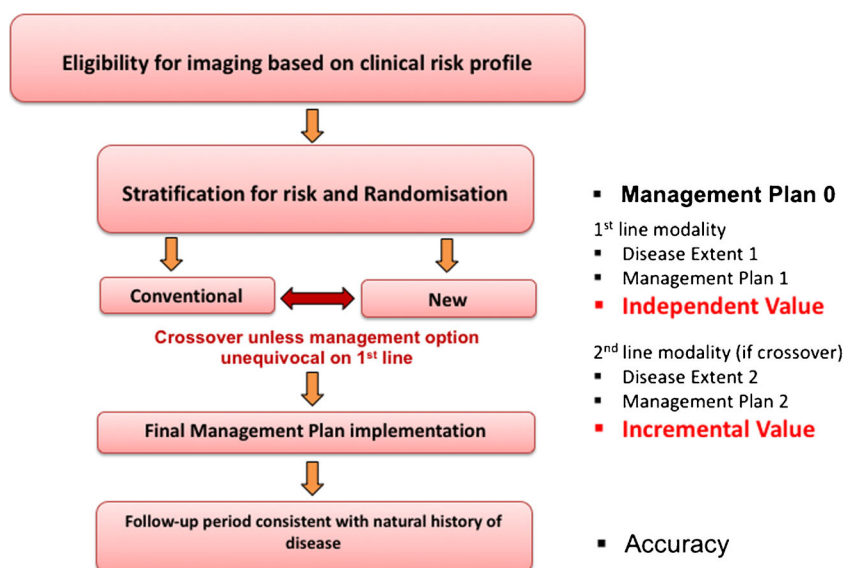 Eligibility for imaging based on clinical risk profile
Stratification for risk and Randomisation
▪ Management Plan 0
1st line modality
▪ Disease Extent 1
▪ Management Plan 1
▪ Independent Value
Conventional
New
Crossover unless management option
unequivocal on 1st line
2nd line modality (if crossover)
▪ Disease Extent 2
▪ Management Plan 2
▪ Incremental Value
Final Management Plan implementation
Follow-up period consistent with natural history of
disease
▪ Accuracy